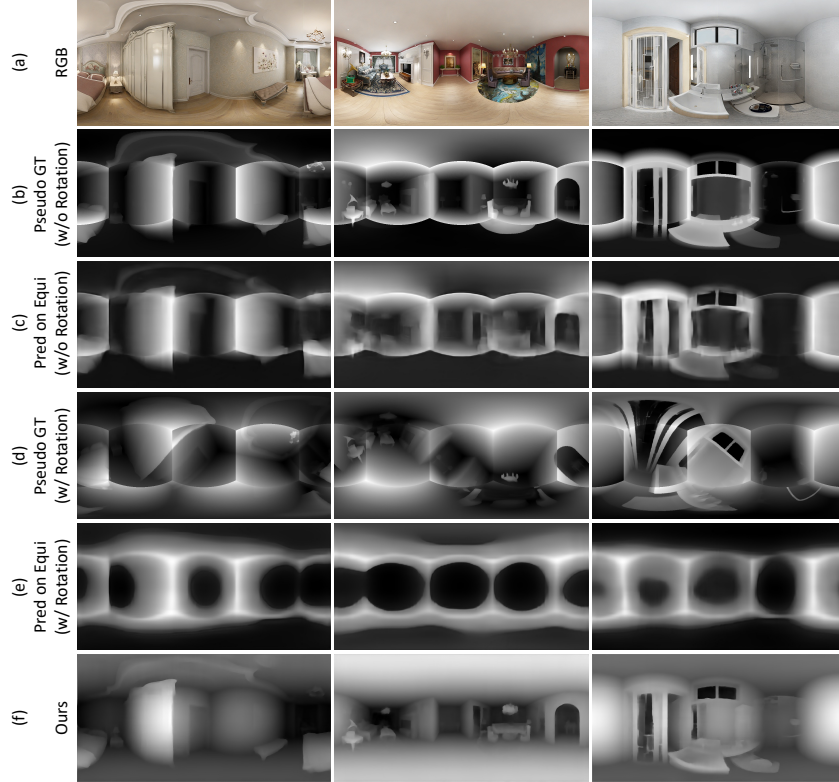 (a)
RGB
(b)
Pseudo GT
(w/o Rotation)
(c)
Pred on Equi
(w/o Rotation)
(d)
Pseudo GT
(w/ Rotation)
(e)
Pred on Equi
(w/ Rotation)
(f)
Ours